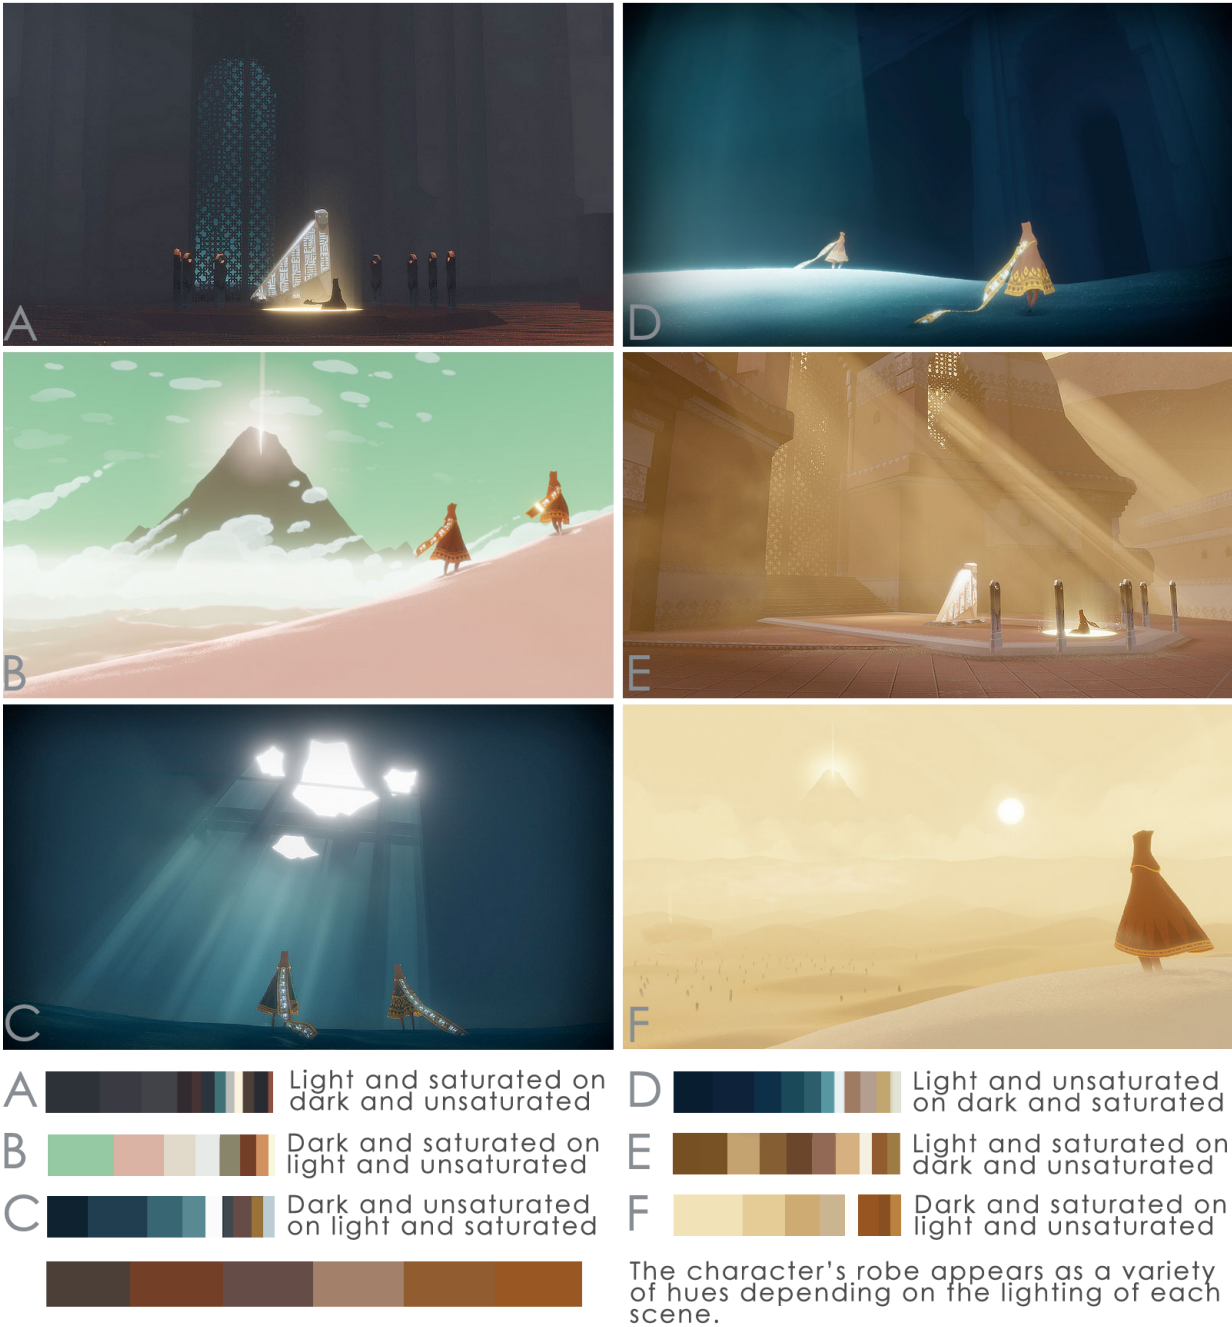 A
D
B
E
C
F
A
Light and saturated on
dark and unsaturated
D
Light and unsaturated
on dark and saturated
B
Dark and saturated on
light and unsaturated
E
Light and saturated on
dark and unsaturated
C
Dark and unsaturated
on light and saturated
F
Dark and saturated on
light and unsaturated
The character's robe appears as a variety
of hues depending on the lighting of each
scene.